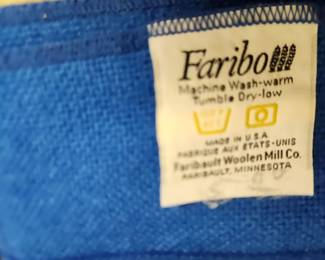 Faribo
Machine Wash-warm
Tumble Dry-low
MADE IN U.S.A.
FABRIQUE AUX ETATS-UNIS
Faribault Woolen Mill Co.
FARIBAULT, MINNESOTA